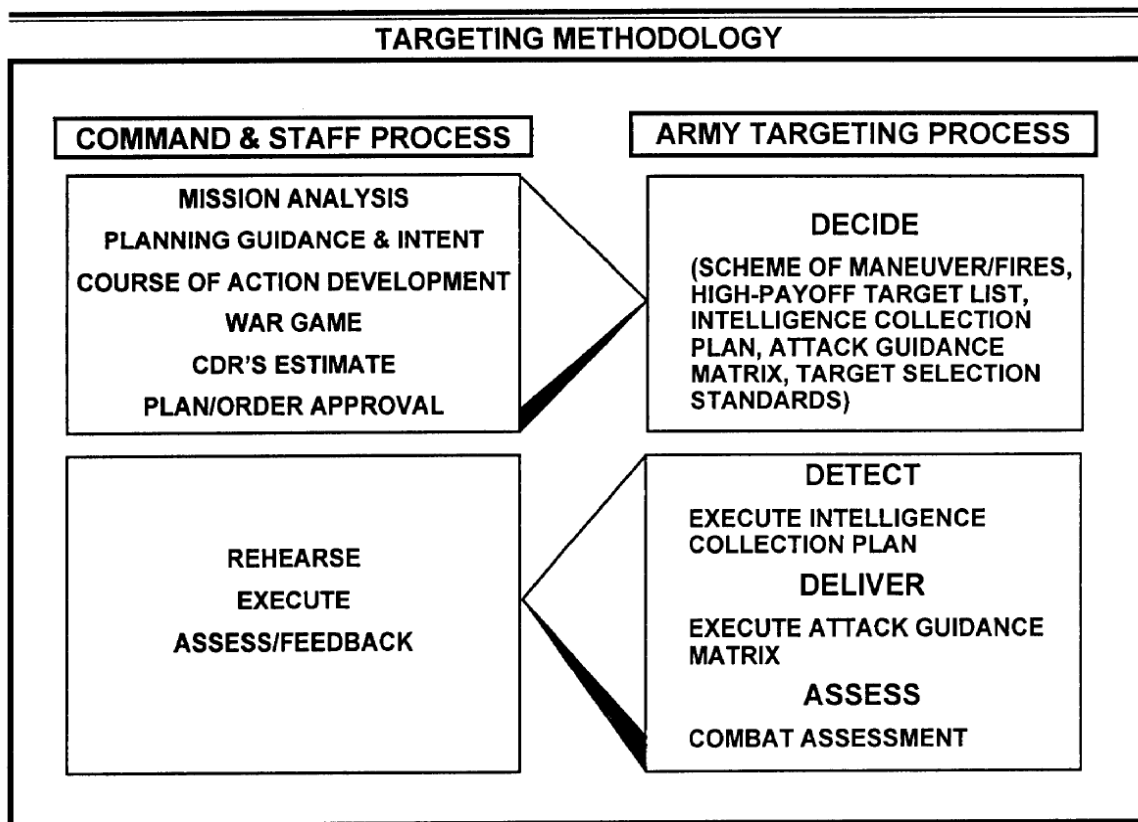 TARGETING METHODOLOGY
COMMAND & STAFF PROCESS
MISSION ANALYSIS
PLANNING GUIDANCE & INTENT
COURSE OF ACTION DEVELOPMENT
WAR GAME
CDR'S ESTIMATE
PLAN/ORDER APPROVAL
ARMY TARGETING PROCESS
DECIDE
(SCHEME OF MANEUVER/FIRES,
HIGH-PAYOFF TARGET LIST,
INTELLIGENCE COLLECTION
PLAN, ATTACK GUIDANCE
MATRIX, TARGET SELECTION
STANDARDS)
REHEARSE
EXECUTE
ASSESS/FEEDBACK
DETECT
EXECUTE INTELLIGENCE
COLLECTION PLAN
DELIVER
EXECUTE ATTACK GUIDANCE
MATRIX
ASSESS
COMBAT ASSESSMENT